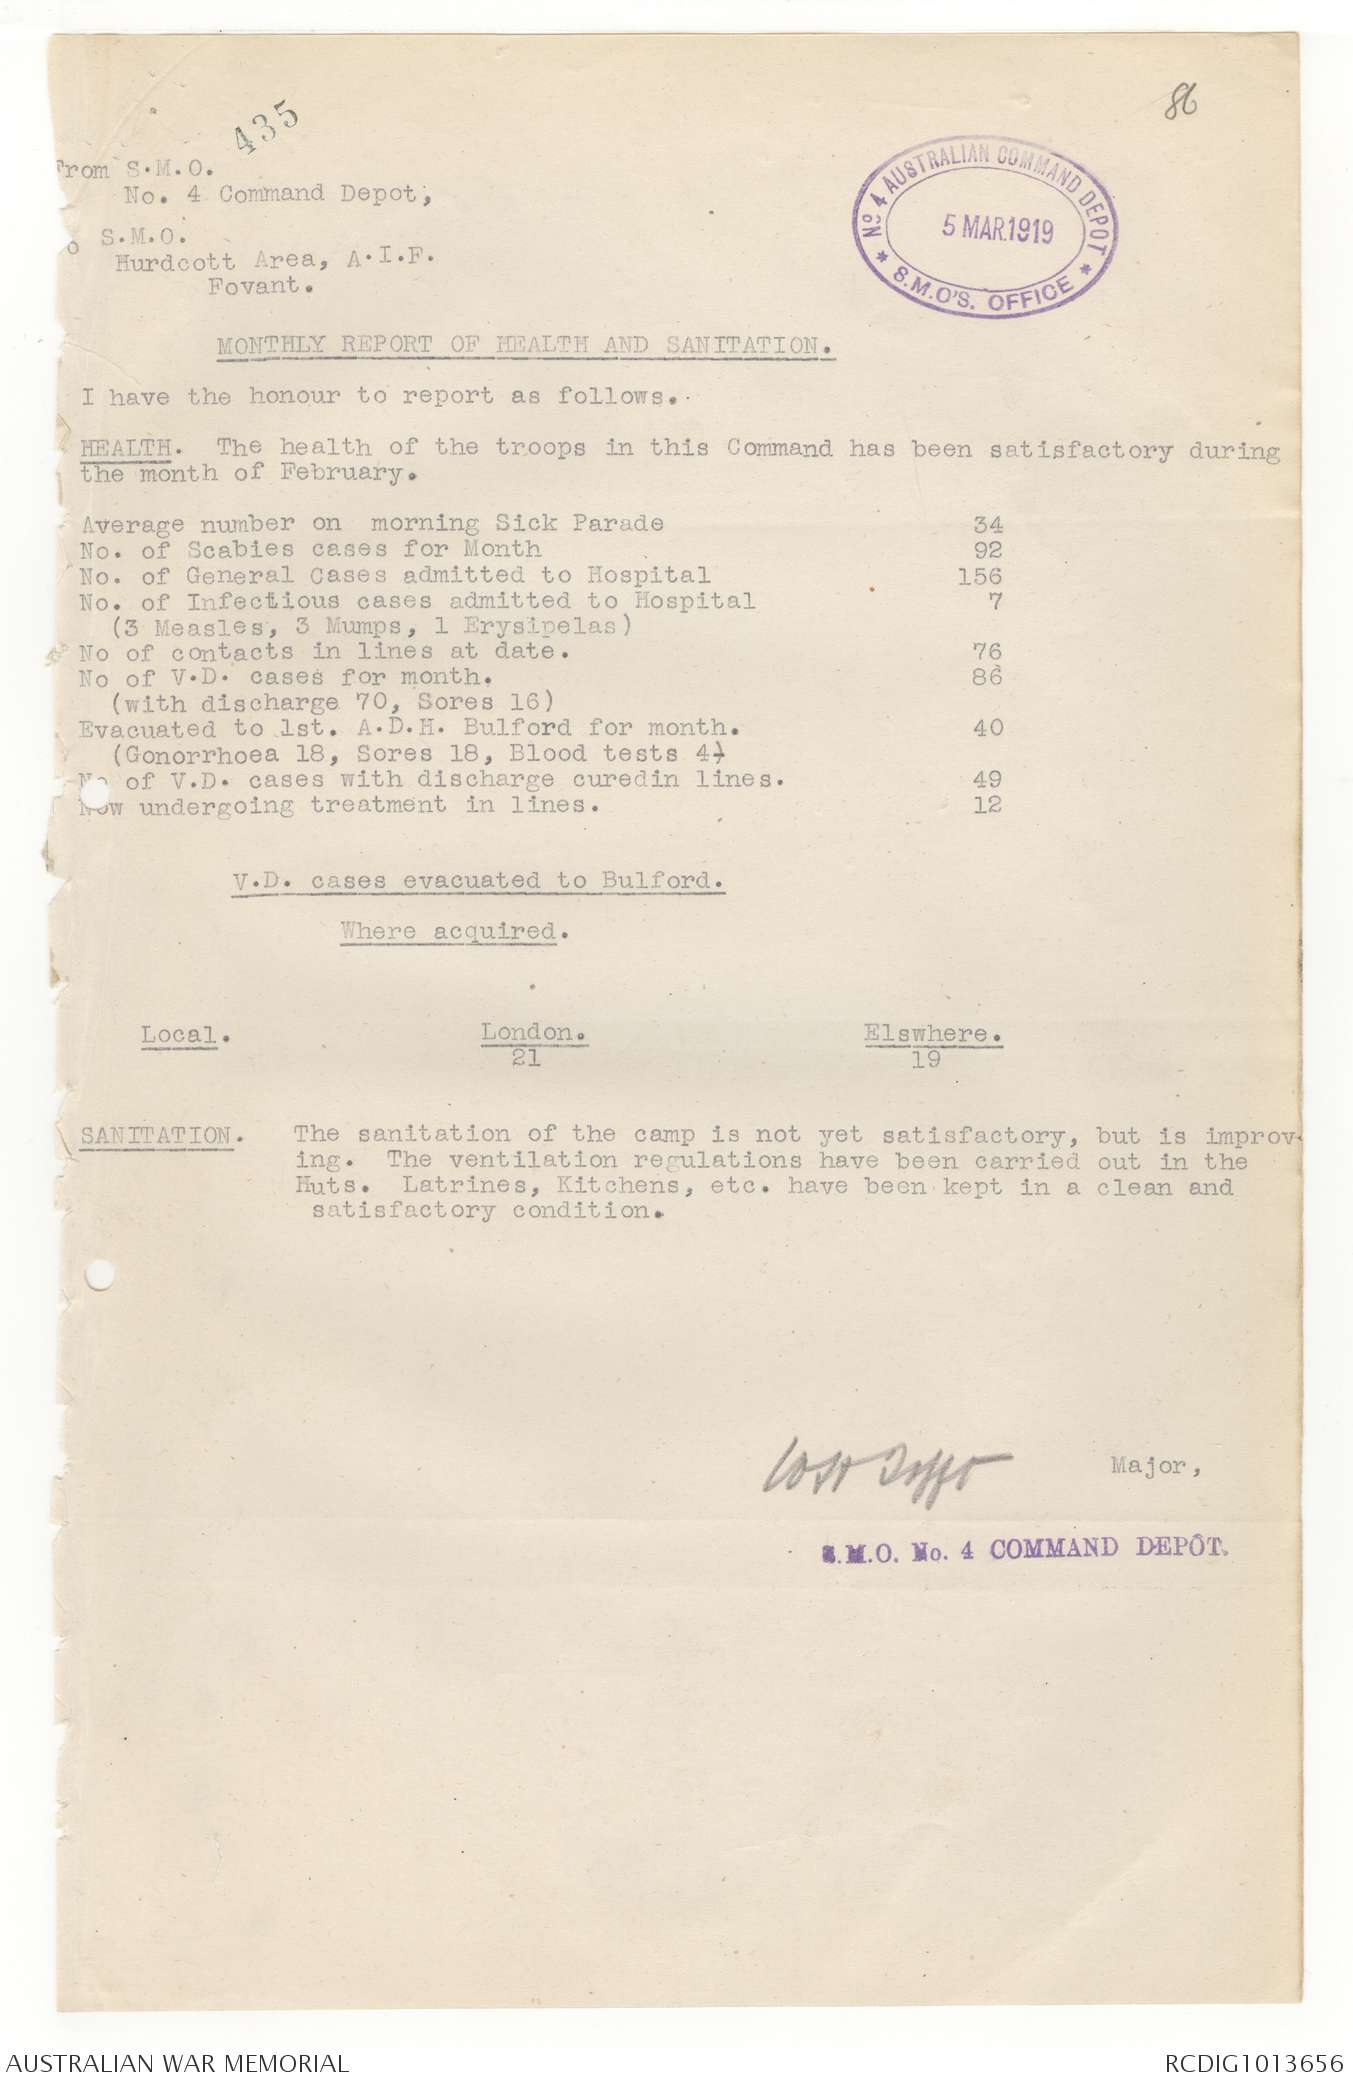 435
86
From S.M.O.
No. 4 Command Depot,
o S.M.O.
Hurdcott Area, A.I.F.
Fovant.
No 4 AUSTRALIAN COMMAND DEPOT
5 MAR.1919
* S.M.O'S. OFFICE *
MONTHLY REPORT OF HEALTH AND SANITATION.
I have the honour to report as follows.
HEALTH. The health of the troops in this Command has been satisfactory during
the month of February.
Average number on morning Sick Parade 34
No. of Scabies cases for Month 92
No. of General Cases admitted to Hospital 156
No. of Infectious cases admitted to Hospital 7
(3 Measles, 3 Mumps, 1 Erysipelas)
No of contacts in lines at date. 76
No of V.D. cases for month. 86
(with discharge 70, Sores 16)
Evacuated to 1st. A.D.H. Bulford for month. 40
(Gonorrhoea 18, Sores 18, Blood tests 4)
No of V.D. cases with discharge curedin lines. 49
Now undergoing treatment in lines. 12
V.D. cases evacuated to Bulford.
Where acquired.
Local. London. Elswhere.
21 19
SANITATION. The sanitation of the camp is not yet satisfactory, but is improv-
ing. The ventilation regulations have been carried out in the
Huts. Latrines, Kitchens, etc. have been kept in a clean and
satisfactory condition.
Major,
S.M.O. No. 4 COMMAND DEPÔT.
AUSTRALIAN WAR MEMORIAL
RCDIG1013656